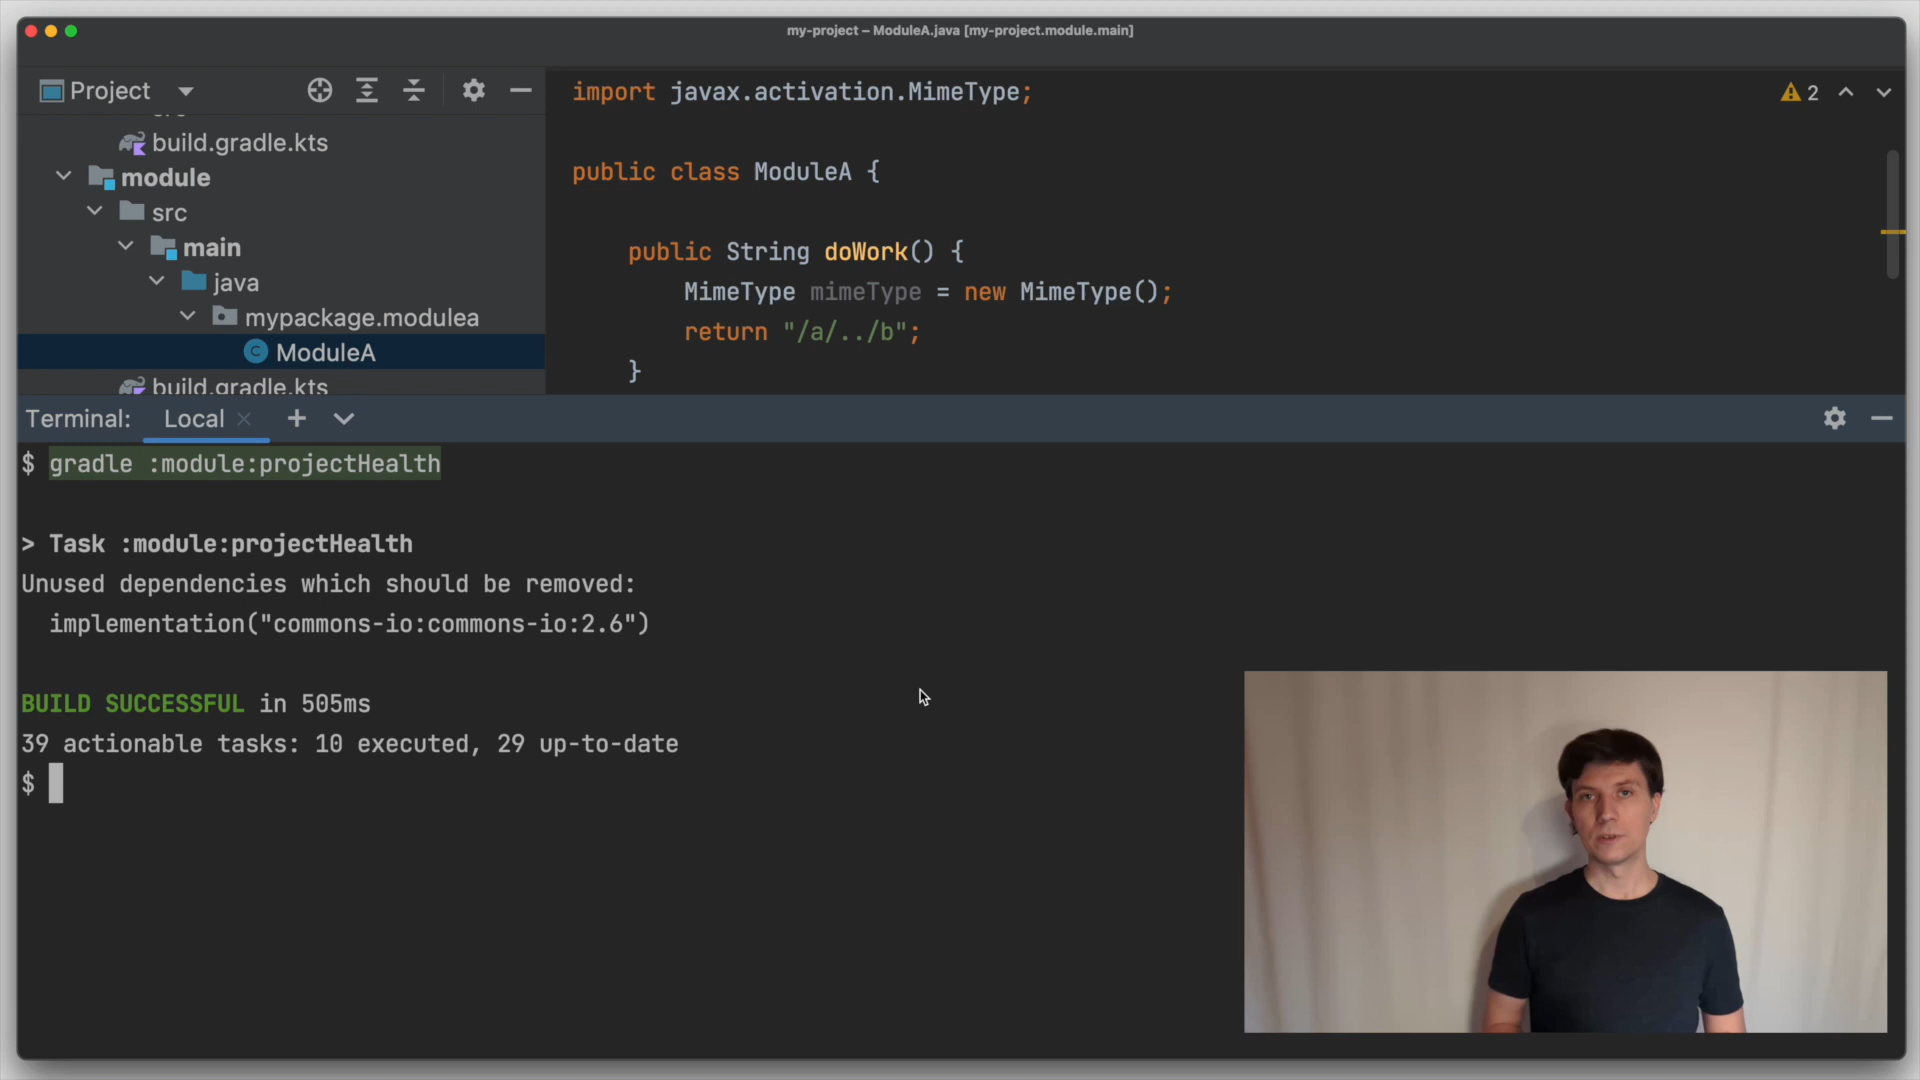 my-project – ModuleA.java [my-project.module.main]
Project
build.gradle.kts
module
src
main
java
mypackage.modulea
ModuleA
build.gradle.kts
import javax.activation.MimeType;
2
public class ModuleA {
public String doWork() {
MimeType mimeType = new MimeType();
return "/a/../b";
}
Terminal: Local
$ gradle :module:projectHealth
> Task :module:projectHealth
Unused dependencies which should be removed:
implementation("commons-io:commons-io:2.6")
BUILD SUCCESSFUL in 505ms
39 actionable tasks: 10 executed, 29 up-to-date
$